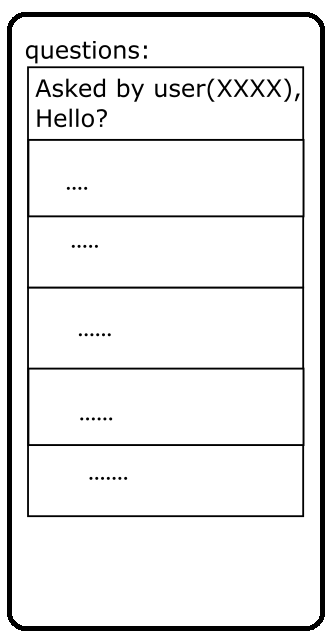 questions:
Asked by user(XXXX),
Hello?
....
.....
......
......
.......